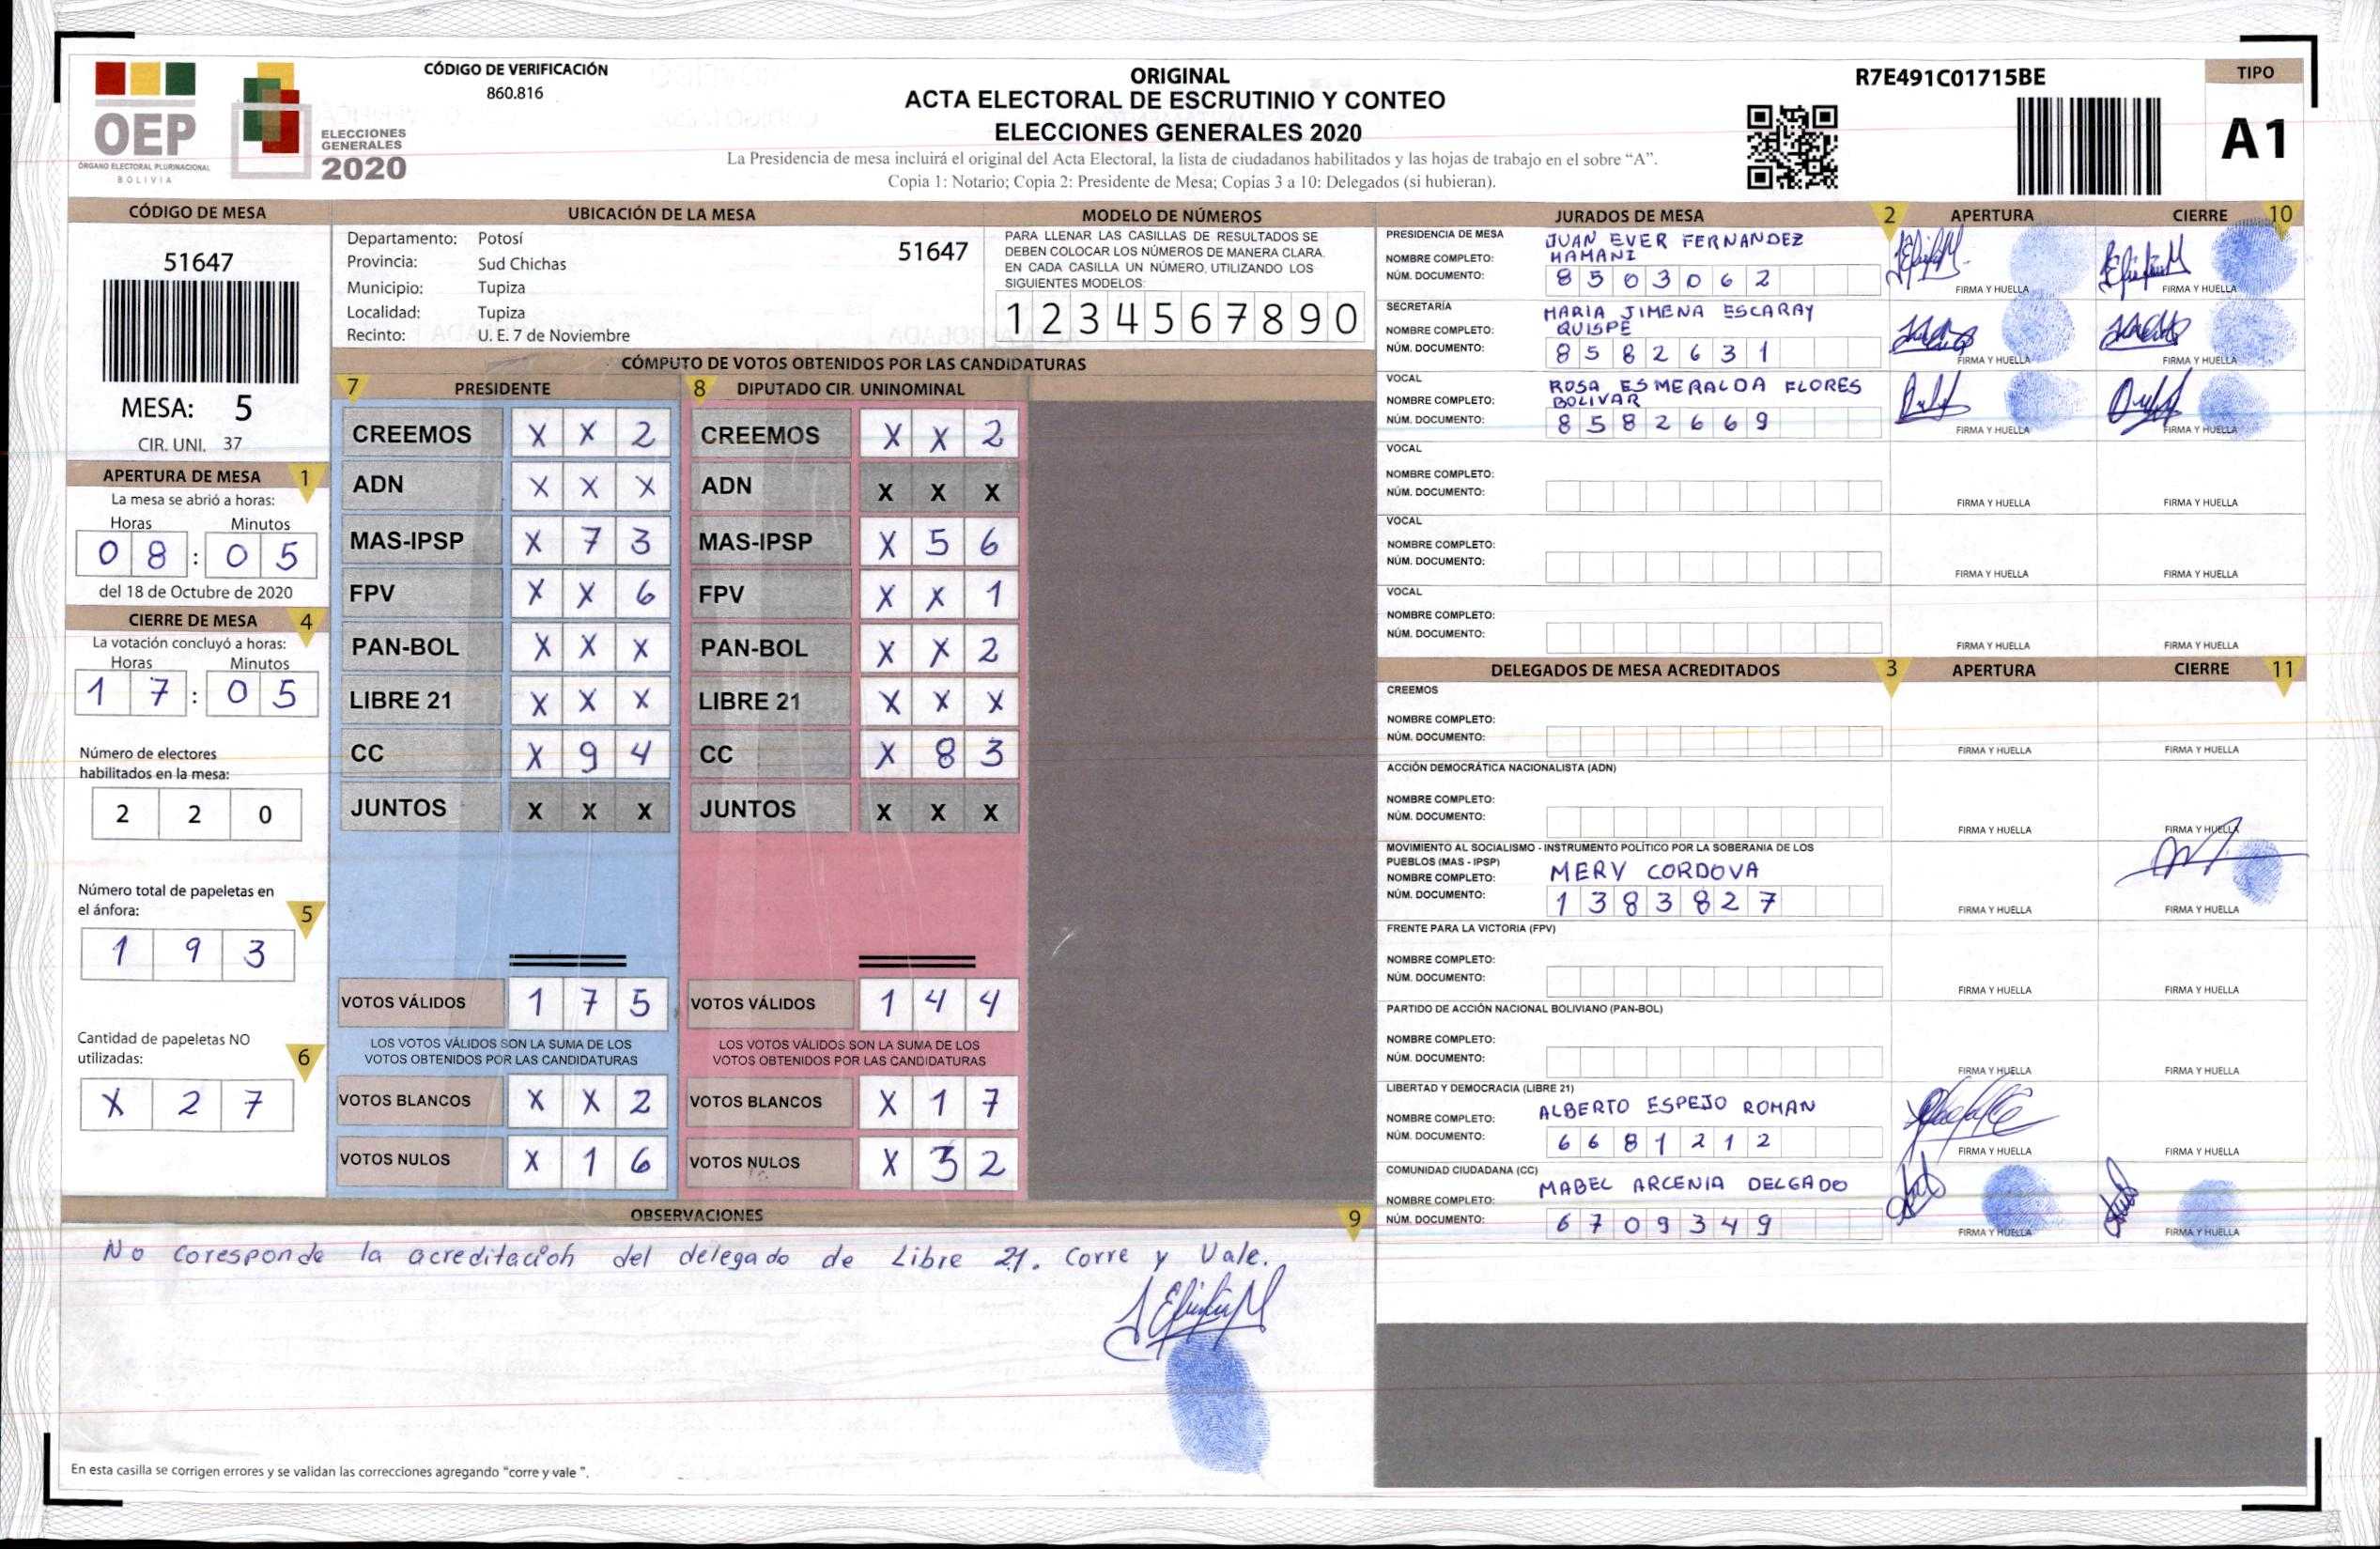 OEP
ÓRGANO ELECTORAL PLURINACIONAL
BOLIVIA
ELECCIONES
GENERALES
2020
CÓDIGO DE VERIFICACIÓN
860.816
ORIGINAL
ACTA ELECTORAL DE ESCRUTINIO Y CONTEO
ELECCIONES GENERALES 2020
La Presidencia de mesa incluirá el original del Acta Electoral, la lista de ciudadanos habilitados y las hojas de trabajo en el sobre “A”.
Copia 1: Notario; Copia 2: Presidente de Mesa; Copias 3 a 10: Delegados (si hubieran).
R7E491C01715BE
TIPO
A1
CÓDIGO DE MESA
51647
MESA: 5
CIR. UNI. 37
APERTURA DE MESA 1
La mesa se abrió a horas:
Horas Minutos
0 8 : 0 5
del 18 de Octubre de 2020
CIERRE DE MESA 4
La votación concluyó a horas:
Horas Minutos
1 7 : 0 5
Número de electores
habilitados en la mesa:
2 2 0
Número total de papeletas en
el ánfora: 5
1 9 3
Cantidad de papeletas NO
utilizadas: 6
X 2 7
UBICACIÓN DE LA MESA
Departamento: Potosí
Provincia: Sud Chichas
Municipio: Tupiza
Localidad: Tupiza
Recinto: U. E. 7 de Noviembre
51647
MODELO DE NÚMEROS
PARA LLENAR LAS CASILLAS DE RESULTADOS SE
DEBEN COLOCAR LOS NÚMEROS DE MANERA CLARA.
EN CADA CASILLA UN NÚMERO, UTILIZANDO LOS
SIGUIENTES MODELOS:
1 2 3 4 5 6 7 8 9 0
CÓMPUTO DE VOTOS OBTENIDOS POR LAS CANDIDATURAS
7 PRESIDENTE
CREEMOS X X 2
ADN X X X
MAS-IPSP X 7 3
FPV X X 6
PAN-BOL X X X
LIBRE 21 X X X
CC X 9 4
JUNTOS X X X
VOTOS VÁLIDOS 1 7 5
LOS VOTOS VÁLIDOS SON LA SUMA DE LOS
VOTOS OBTENIDOS POR LAS CANDIDATURAS
VOTOS BLANCOS X X 2
VOTOS NULOS X 1 6
8 DIPUTADO CIR. UNINOMINAL
CREEMOS X X 2
ADN X X X
MAS-IPSP X 5 6
FPV X X 1
PAN-BOL X X 2
LIBRE 21 X X X
CC X 8 3
JUNTOS X X X
VOTOS VÁLIDOS 1 4 4
LOS VOTOS VÁLIDOS SON LA SUMA DE LOS
VOTOS OBTENIDOS POR LAS CANDIDATURAS
VOTOS BLANCOS X 1 7
VOTOS NULOS X 3 2
OBSERVACIONES 9
No coresponde la acreditacioh del delegado de Libre 21. Corre y Vale.
En esta casilla se corrigen errores y se validan las correcciones agregando “corre y vale ”.
JURADOS DE MESA 2 APERTURA CIERRE 10
PRESIDENCIA DE MESA JUAN EVER FERNANDEZ
NOMBRE COMPLETO: MAMANI
NÚM. DOCUMENTO: 8 5 0 3 0 6 2
FIRMA Y HUELLA FIRMA Y HUELLA
SECRETARÍA MARIA JIMENA ESCARAY
NOMBRE COMPLETO: QUISPE
NÚM. DOCUMENTO: 8 5 8 2 6 3 1
FIRMA Y HUELLA FIRMA Y HUELLA
VOCAL ROSA ESMERALDA FLORES
NOMBRE COMPLETO: BOLIVAR
NÚM. DOCUMENTO: 8 5 8 2 6 6 9
FIRMA Y HUELLA FIRMA Y HUELLA
VOCAL
NOMBRE COMPLETO:
NÚM. DOCUMENTO:
FIRMA Y HUELLA FIRMA Y HUELLA
VOCAL
NOMBRE COMPLETO:
NÚM. DOCUMENTO:
FIRMA Y HUELLA FIRMA Y HUELLA
VOCAL
NOMBRE COMPLETO:
NÚM. DOCUMENTO:
FIRMA Y HUELLA FIRMA Y HUELLA
DELEGADOS DE MESA ACREDITADOS 3 APERTURA CIERRE 11
CREEMOS
NOMBRE COMPLETO:
NÚM. DOCUMENTO:
FIRMA Y HUELLA FIRMA Y HUELLA
ACCIÓN DEMOCRÁTICA NACIONALISTA (ADN)
NOMBRE COMPLETO:
NÚM. DOCUMENTO:
FIRMA Y HUELLA FIRMA Y HUELLA
MOVIMIENTO AL SOCIALISMO - INSTRUMENTO POLÍTICO POR LA SOBERANIA DE LOS
PUEBLOS (MAS - IPSP)
NOMBRE COMPLETO: MERY CORDOVA
NÚM. DOCUMENTO: 1 3 8 3 8 2 7
FIRMA Y HUELLA FIRMA Y HUELLA
FRENTE PARA LA VICTORIA (FPV)
NOMBRE COMPLETO:
NÚM. DOCUMENTO:
FIRMA Y HUELLA FIRMA Y HUELLA
PARTIDO DE ACCIÓN NACIONAL BOLIVIANO (PAN-BOL)
NOMBRE COMPLETO:
NÚM. DOCUMENTO:
FIRMA Y HUELLA FIRMA Y HUELLA
LIBERTAD Y DEMOCRACIA (LIBRE 21)
NOMBRE COMPLETO: ALBERTO ESPEJO ROMAN
NÚM. DOCUMENTO: 6 6 8 1 2 1 2
FIRMA Y HUELLA FIRMA Y HUELLA
COMUNIDAD CIUDADANA (CC)
NOMBRE COMPLETO: MABEL ARCENIA DELGADO
NÚM. DOCUMENTO: 6 7 0 9 3 4 9
FIRMA Y HUELLA FIRMA Y HUELLA